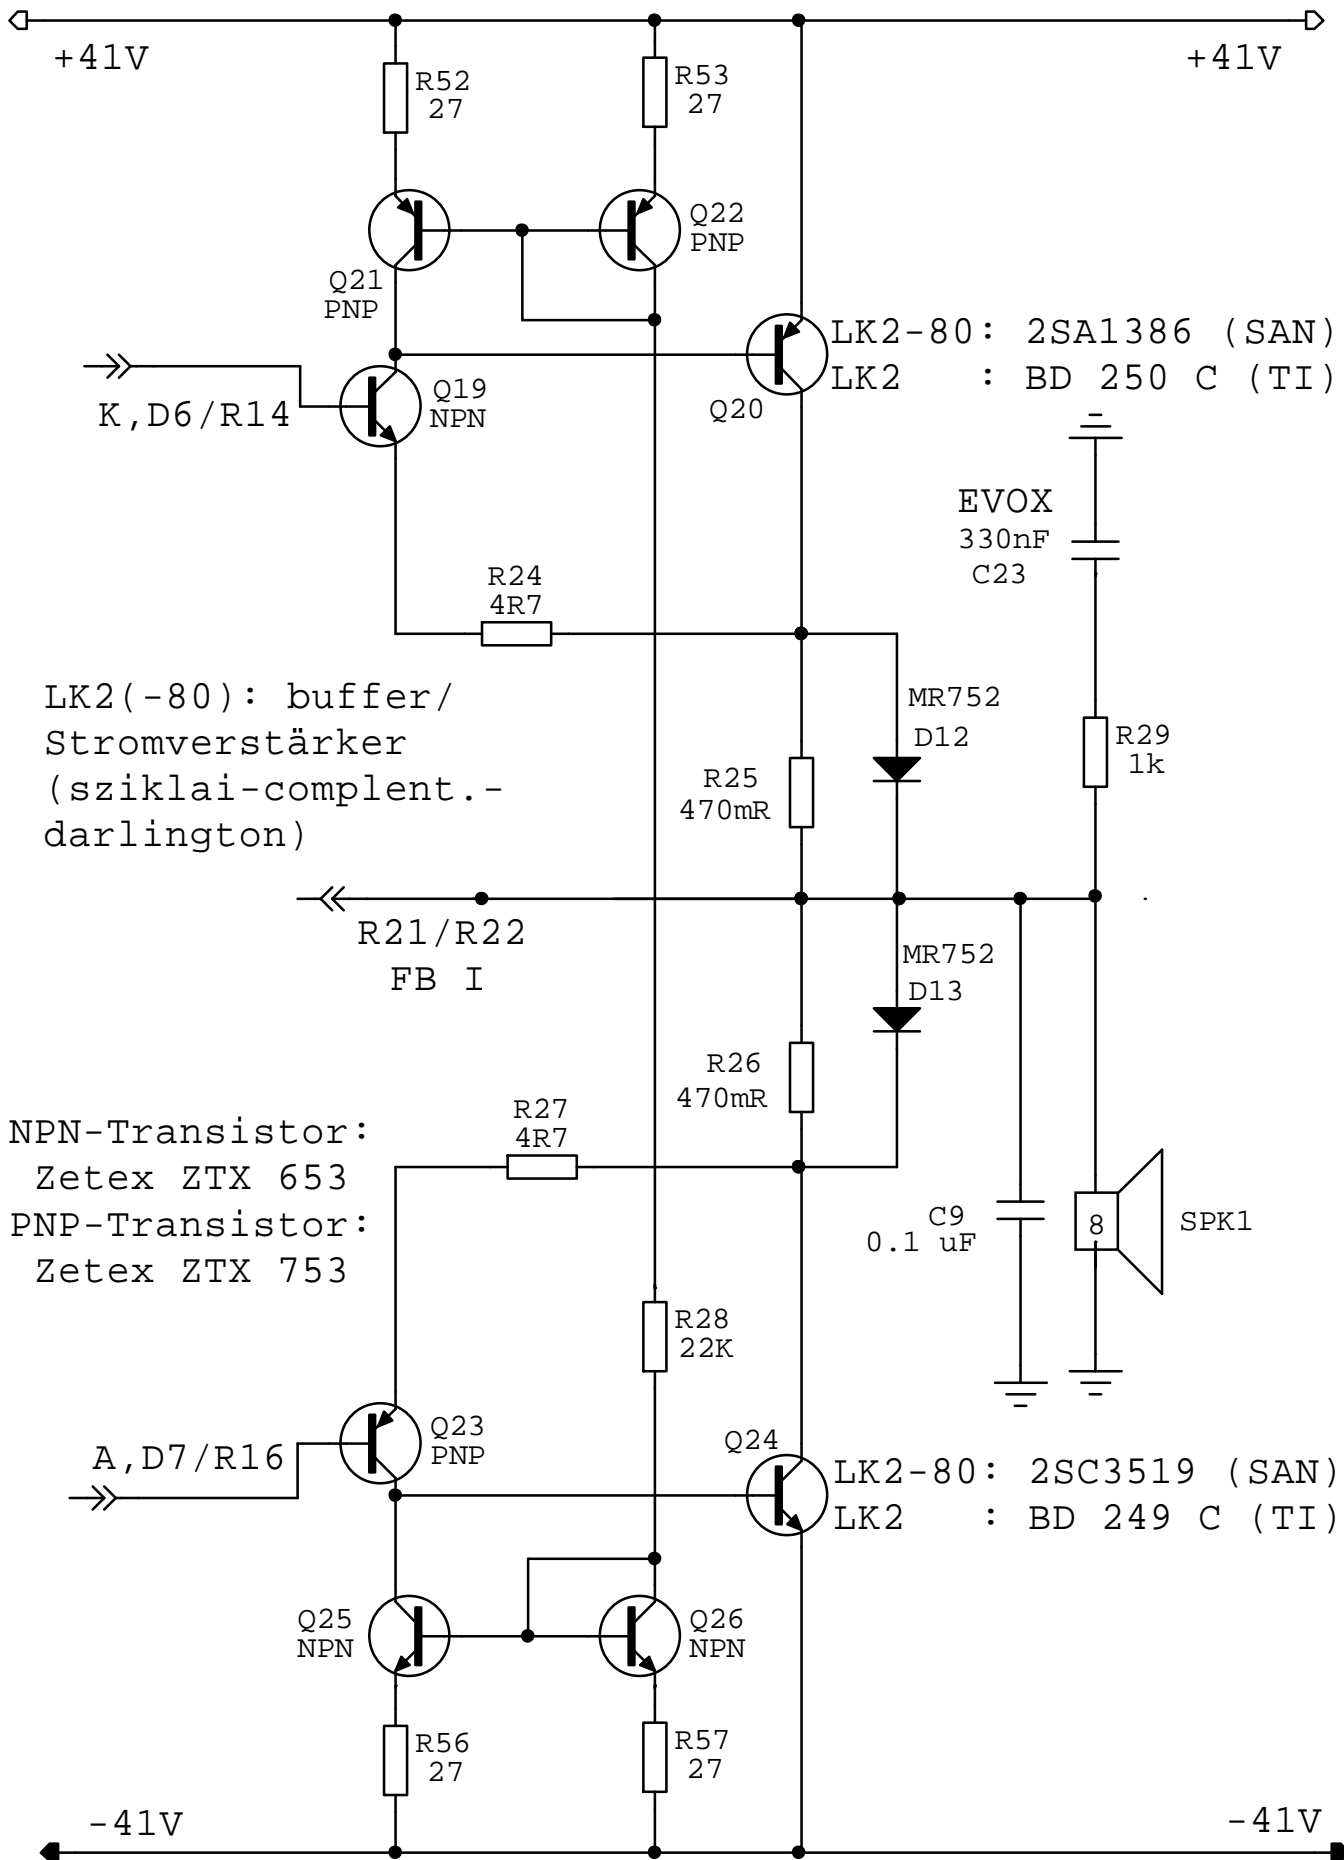 +41V
+41V
R52
27
R53
27
Q22
PNP
Q21
PNP
LK2-80: 2SA1386 (SAN)
LK2 : BD 250 C (TI)
Q19
NPN
Q20
K,D6/R14
EVOX
330nF
C23
R24
4R7
LK2(-80): buffer/
Stromverstärker
(sziklai-complent.-
darlington)
MR752
D12
R29
1k
R25
470mR
R21/R22
FB I
MR752
D13
R26
470mR
R27
4R7
NPN-Transistor:
Zetex ZTX 653
PNP-Transistor:
Zetex ZTX 753
C9
0.1 uF
8
SPK1
R28
22K
Q23
PNP
Q24
A,D7/R16
LK2-80: 2SC3519 (SAN)
LK2 : BD 249 C (TI)
Q25
NPN
Q26
NPN
R56
27
R57
27
-41V
-41V